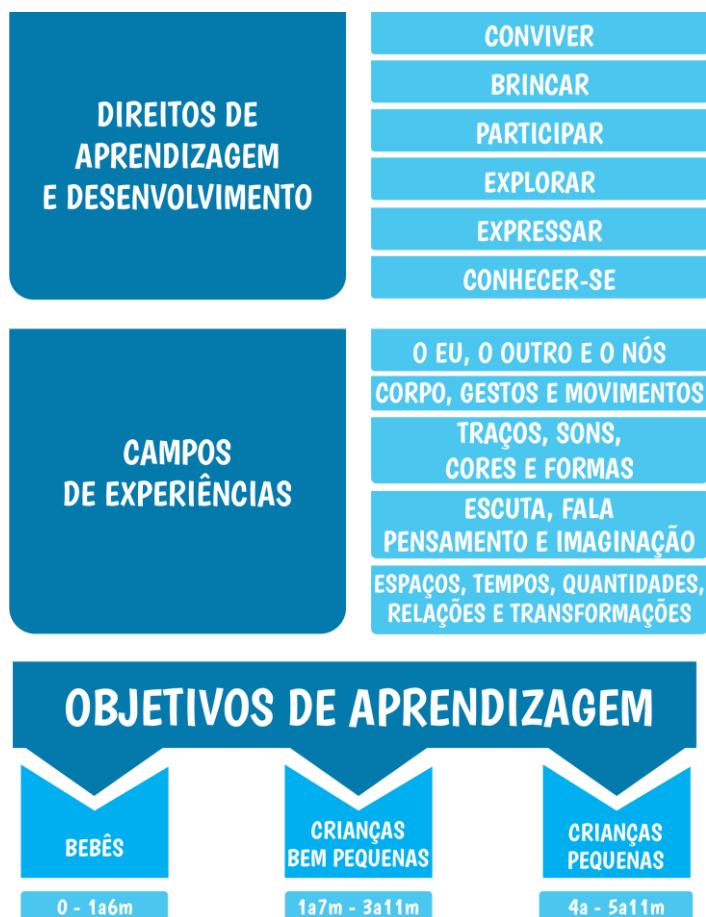 DIREITOS DE
APRENDIZAGEM
E DESENVOLVIMENTO
CONVIVER
BRINCAR
PARTICIPAR
EXPLORAR
EXPRESSAR
CONHECER-SE
CAMPOS
DE EXPERIÊNCIAS
O EU, O OUTRO E O NÓS
CORPO, GESTOS E MOVIMENTOS
TRAÇOS, SONS,
CORES E FORMAS
ESCUTA, FALA
PENSAMENTO E IMAGINAÇÃO
ESPAÇOS, TEMPOS, QUANTIDADES,
RELAÇÕES E TRANSFORMAÇÕES
OBJETIVOS DE APRENDIZAGEM
BEBÊS
0 - 1a6m
CRIANÇAS
BEM PEQUENAS
1a7m - 3a11m
CRIANÇAS
PEQUENAS
4a - 5a11m